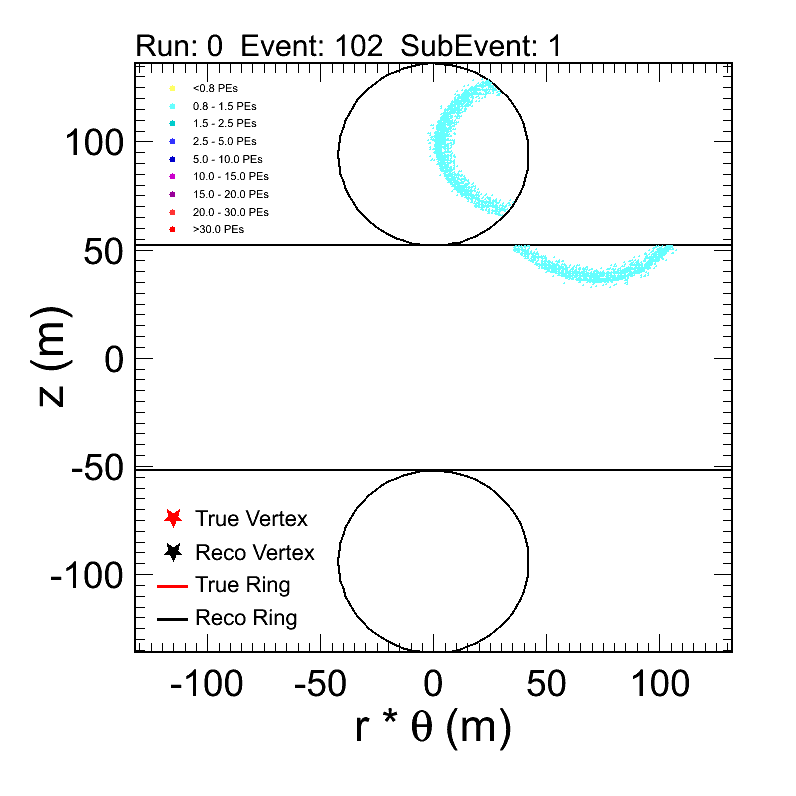 Run: 0  Event: 102  SubEvent: 1
<0.8 PEs
0.8 - 1.5 PEs
1.5 - 2.5 PEs
2.5 - 5.0 PEs
5.0 - 10.0 PEs
10.0 - 15.0 PEs
15.0 - 20.0 PEs
20.0 - 30.0 PEs
>30.0 PEs
100
50
0
-50
-100
z (m)
True Vertex
Reco Vertex
True Ring
Reco Ring
-100 -50 0 50 100
r * θ (m)